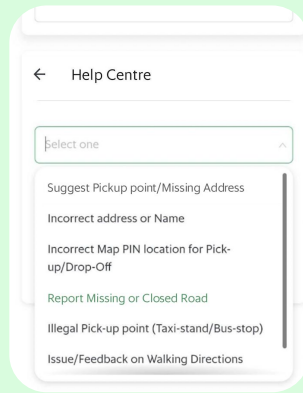 Help Centre
Select one
Suggest Pickup point/Missing Address
Incorrect address or Name
Incorrect Map PIN location for Pick-
up/Drop-Off
Report Missing or Closed Road
Illegal Pick-up point (Taxi-stand/Bus-stop)
Issue/Feedback on Walking Directions